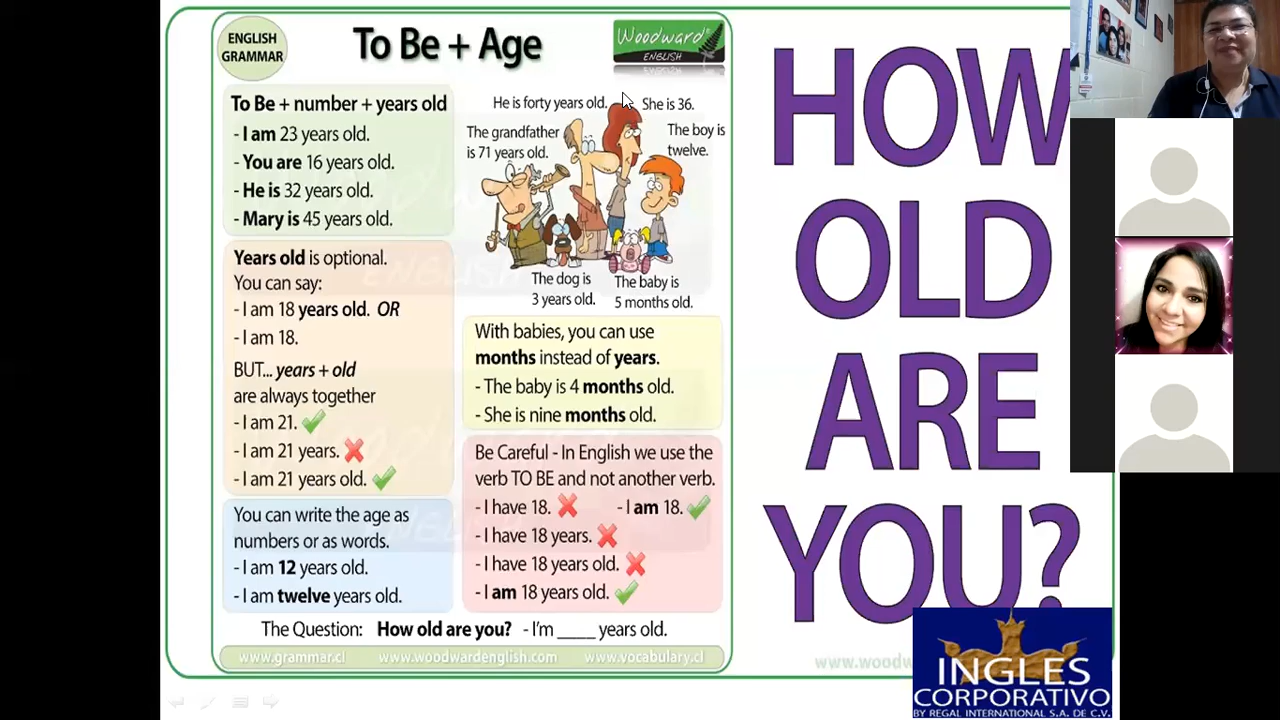 ENGLISH
GRAMMAR
To Be + Age
Woodward®
ENGLISH
To Be + number + years old
- I am 23 years old.
- You are 16 years old.
- He is 32 years old.
- Mary is 45 years old.
Years old is optional.
You can say:
- I am 18 years old. OR
- I am 18.
BUT... years + old
are always together
- I am 21.
- I am 21 years.
- I am 21 years old.
You can write the age as
numbers or as words.
- I am 12 years old.
- I am twelve years old.
He is forty years old.
She is 36.
The grandfather
is 71 years old.
The boy is
twelve.
The dog is
3 years old.
The baby is
5 months old.
With babies, you can use
months instead of years.
- The baby is 4 months old.
- She is nine months old.
Be Careful - In English we use the
verb TO BE and not another verb.
- I have 18. - I am 18.
- I have 18 years.
- I have 18 years old.
- I am 18 years old.
The Question: How old are you? - I'm ____ years old.
www.grammar.cl www.woodwardenglish.com www.vocabulary.cl
HOW
OLD
ARE
YOU?
INGLES
CORPORATIVO
BY REGAL INTERNATIONAL S.A. DE C.V.